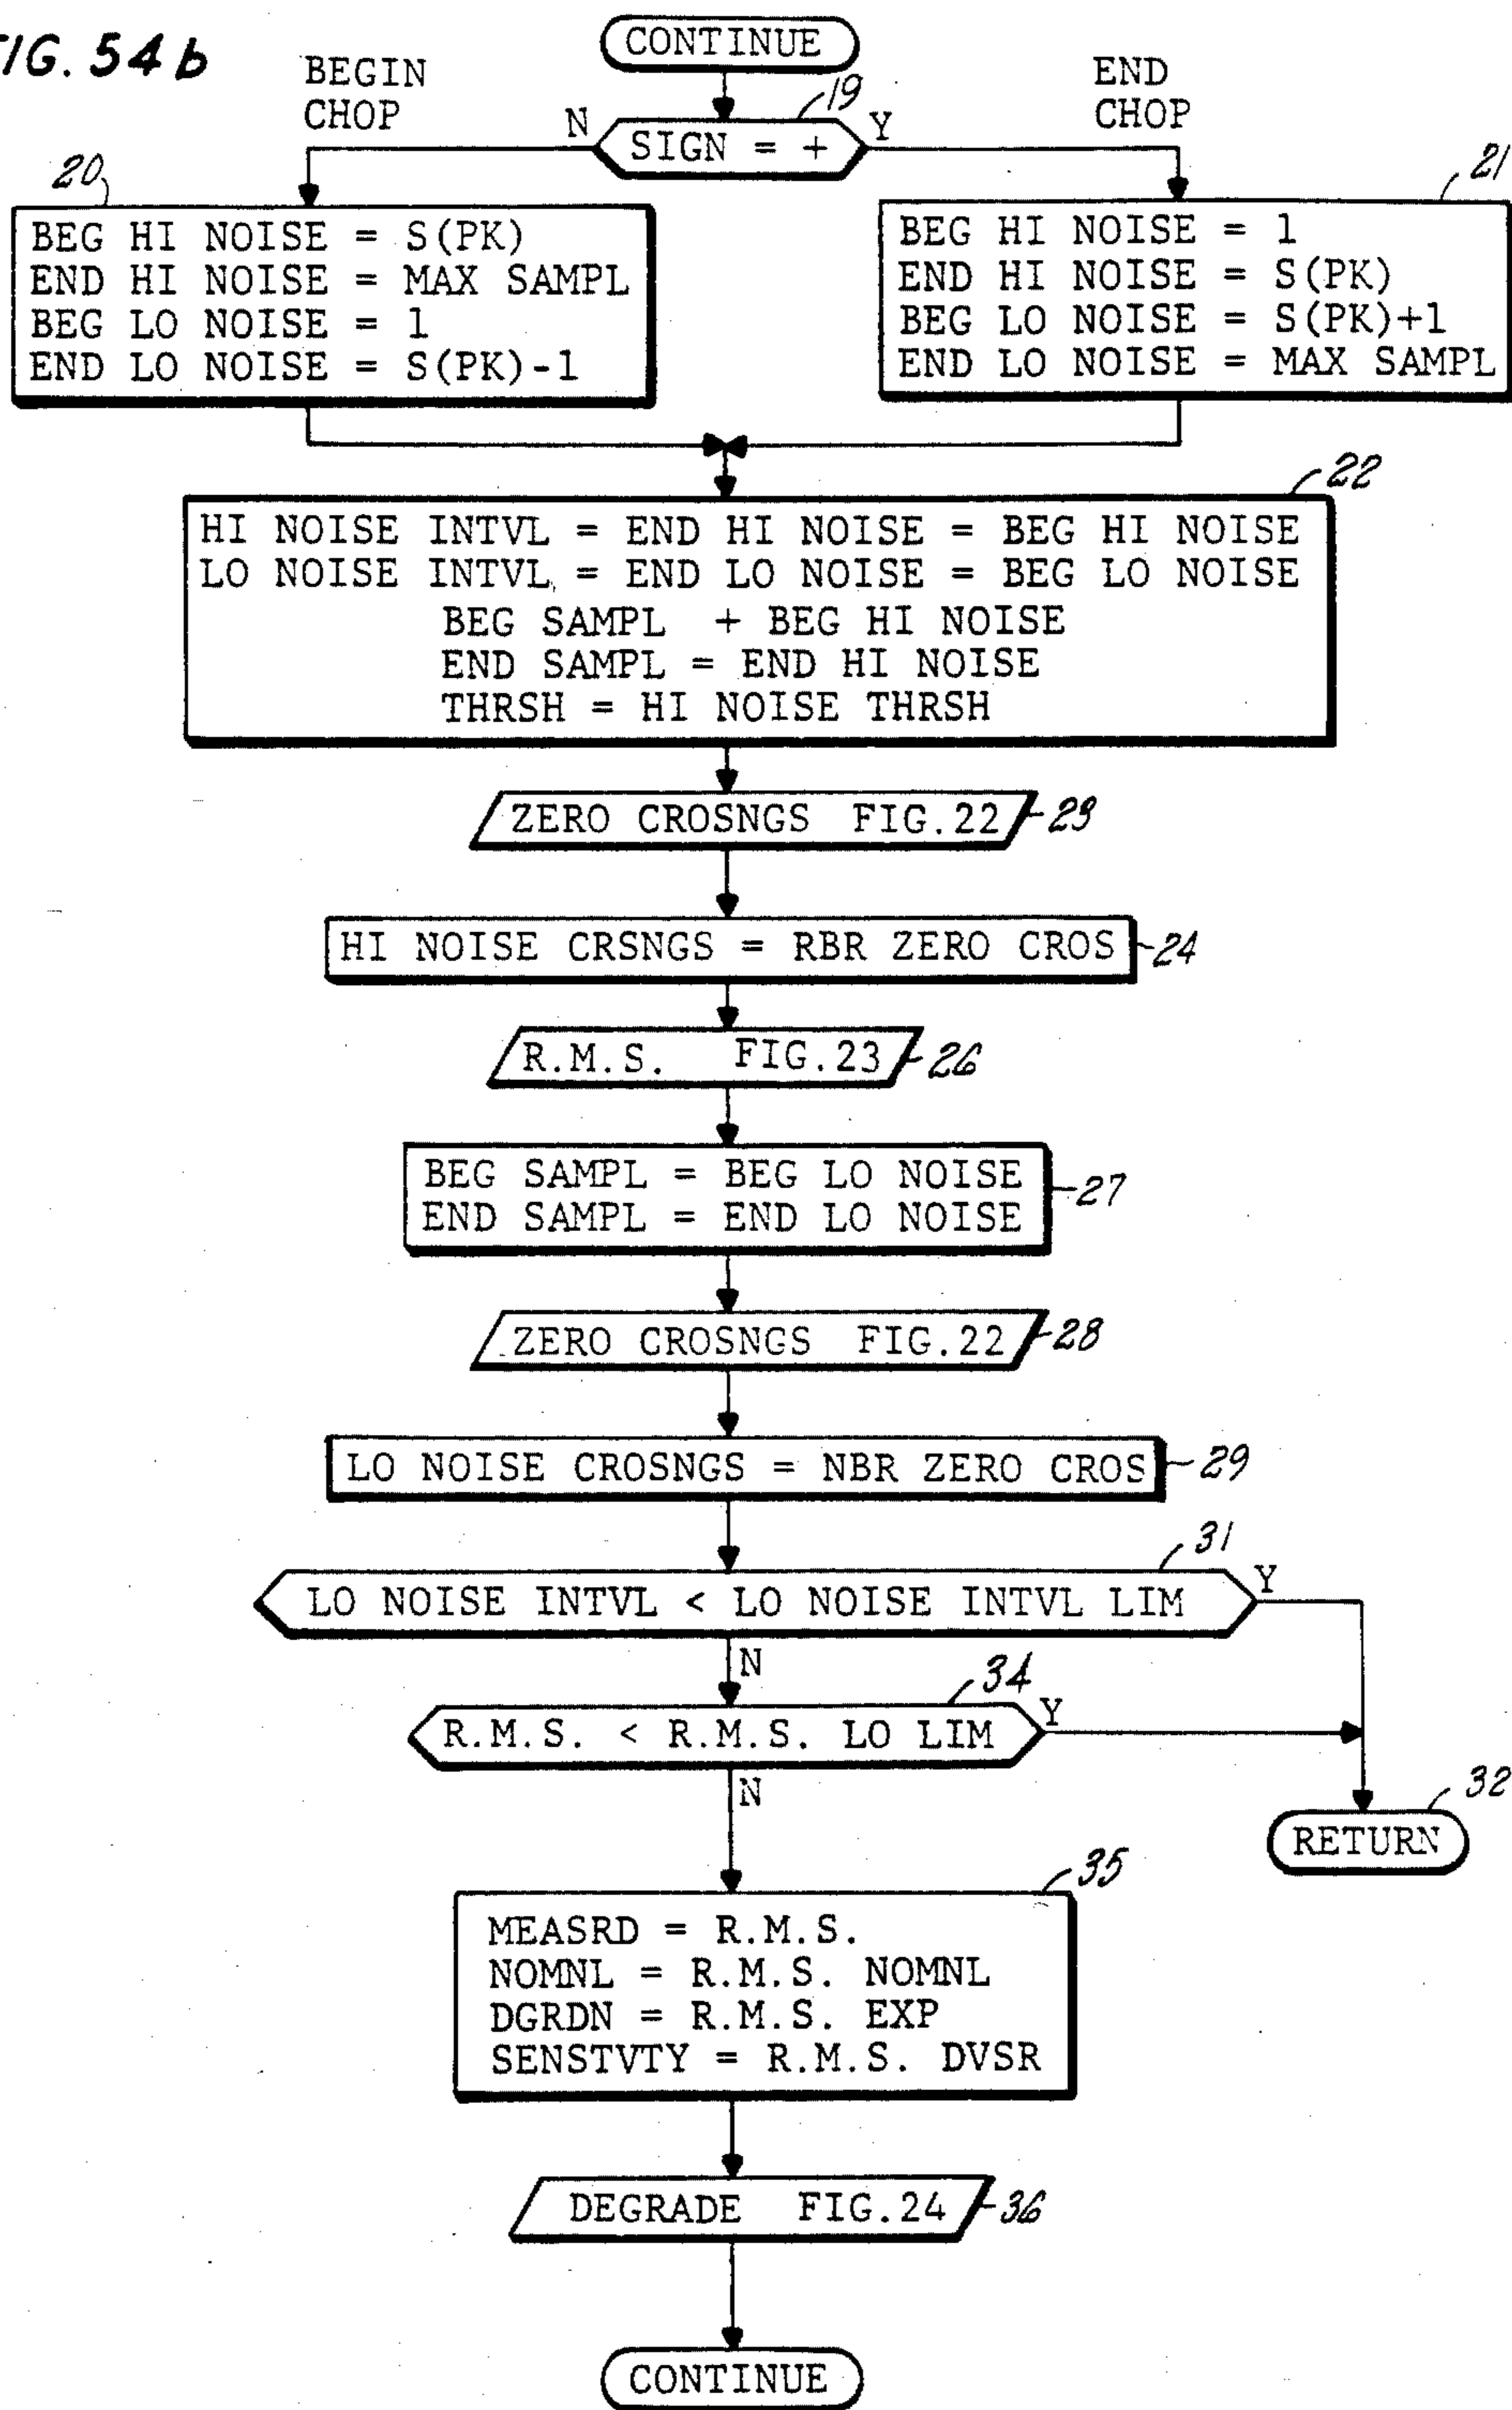 FIG. 54b
CONTINUE
BEGIN
CHOP
END
CHOP
19
N
SIGN = +
Y
20
BEG HI NOISE = S(PK)
END HI NOISE = MAX SAMPL
BEG LO NOISE = 1
END LO NOISE = S(PK)-1
21
BEG HI NOISE = 1
END HI NOISE = S(PK)
BEG LO NOISE = S(PK)+1
END LO NOISE = MAX SAMPL
22
HI NOISE INTVL = END HI NOISE = BEG HI NOISE
LO NOISE INTVL = END LO NOISE = BEG LO NOISE
BEG SAMPL + BEG HI NOISE
END SAMPL = END HI NOISE
THRSH = HI NOISE THRSH
ZERO CROSNGS FIG.22
23
HI NOISE CRSNGS = RBR ZERO CROS
24
R.M.S. FIG.23
26
BEG SAMPL = BEG LO NOISE
END SAMPL = END LO NOISE
27
ZERO CROSNGS FIG.22
28
LO NOISE CROSNGS = NBR ZERO CROS
29
31
LO NOISE INTVL < LO NOISE INTVL LIM
Y
N
34
R.M.S. < R.M.S. LO LIM
Y
N
32
RETURN
35
MEASRD = R.M.S.
NOMNL = R.M.S. NOMNL
DGRDN = R.M.S. EXP
SENSTVTY = R.M.S. DVSR
DEGRADE FIG.24
36
CONTINUE